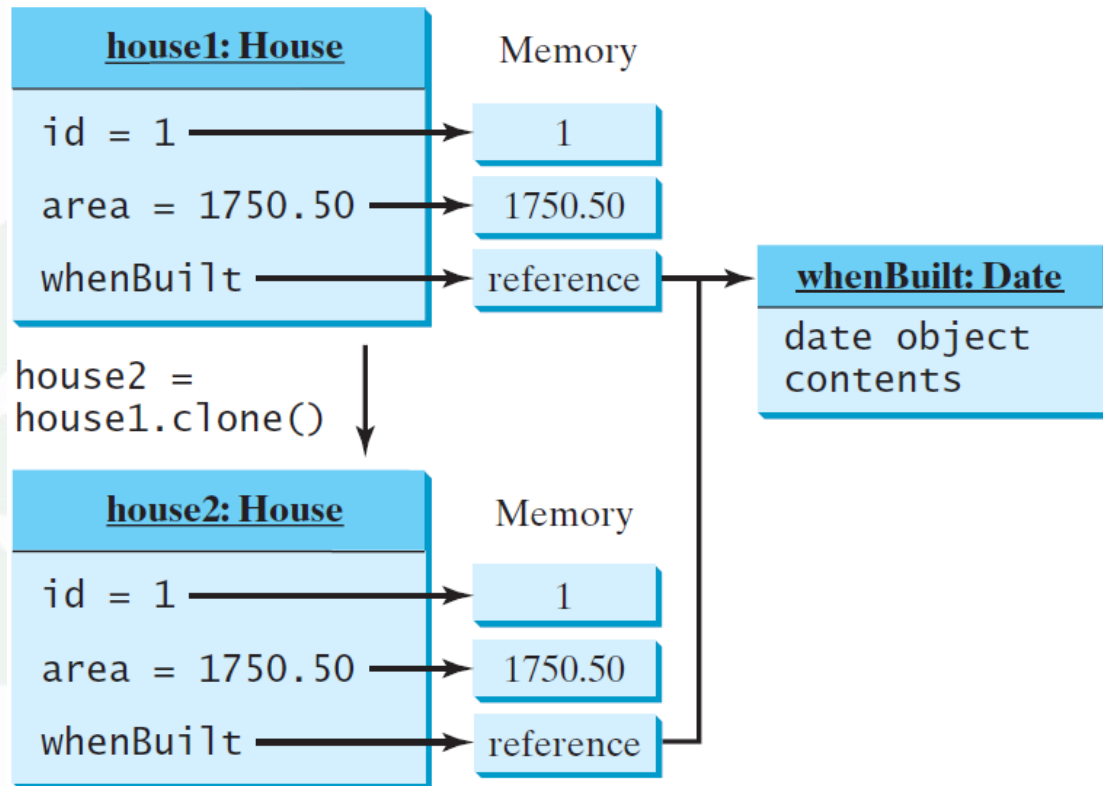 house1: House
Memory
id = 1
1
area = 1750.50
1750.50
whenBuilt
reference
whenBuilt: Date
date object
contents
house2 =
house1.clone()
house2: House
Memory
id = 1
1
area = 1750.50
1750.50
whenBuilt
reference